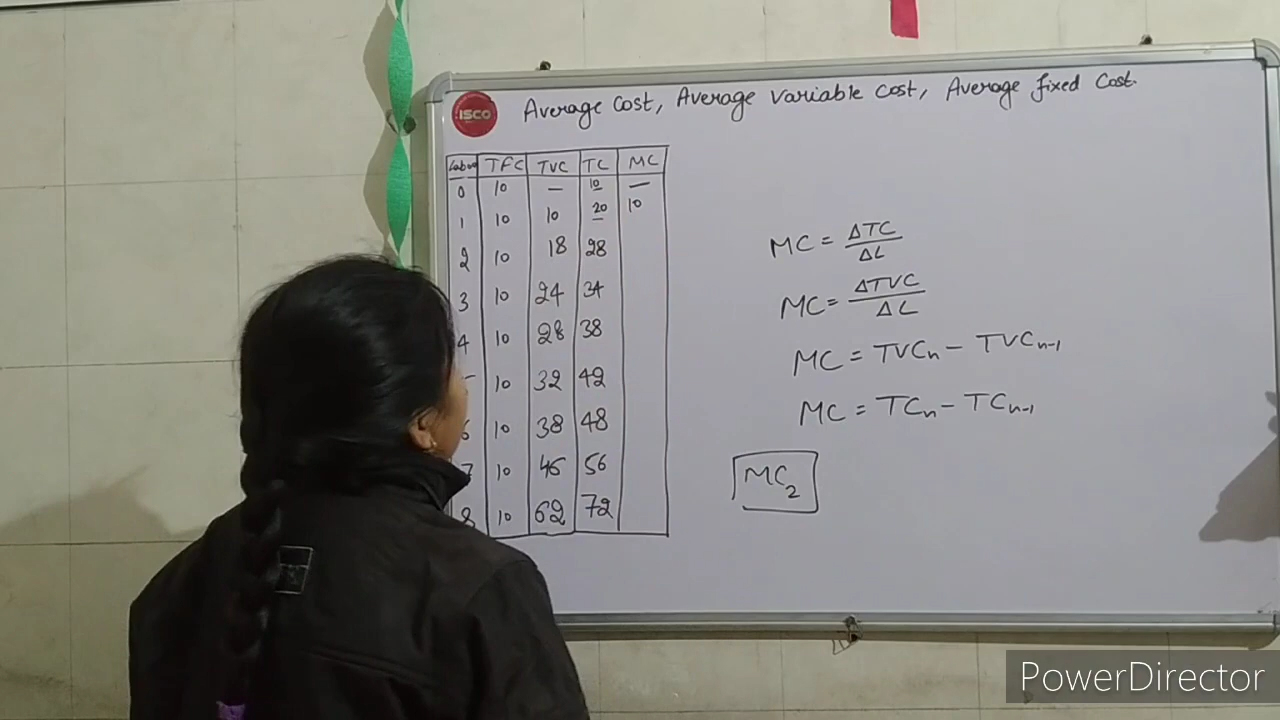 ISCO
Average Cost, Average Variable Cost, Average fixed Cost.
Labour TFC TVC TC MC
0 10 — 10 —
1 10 10 20 10
2 10 18 28
3 10 24 34
4 10 28 38
10 32 42
6 10 38 48
7 10 46 56
8 10 62 72
MC = ΔTC/ΔL
MC = ΔTVC/ΔL
MC = TVCn - TVCn-1
MC = TCn - TCn-1
MC2
PowerDirector